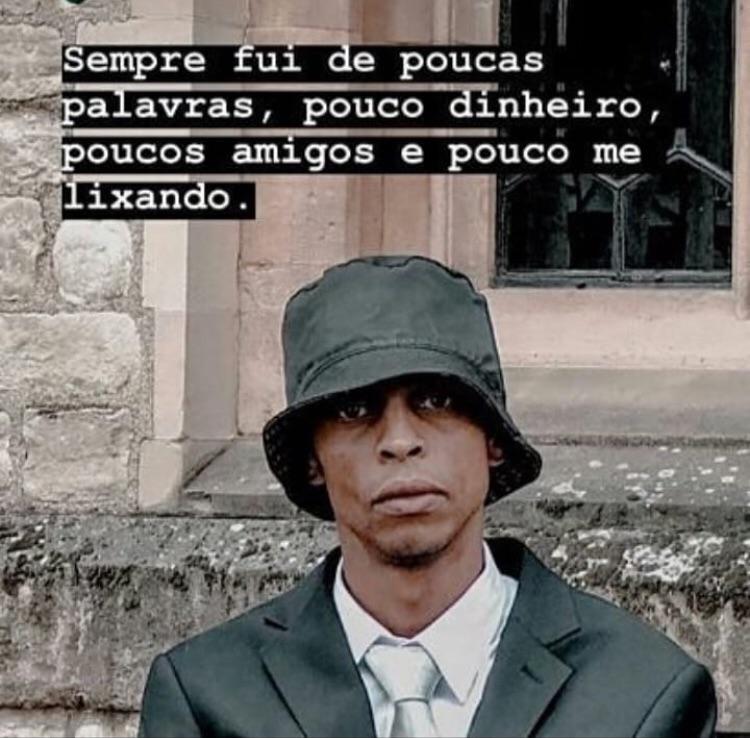 Sempre fui de poucas
palavras, pouco dinheiro,
poucos amigos e pouco me
lixando.